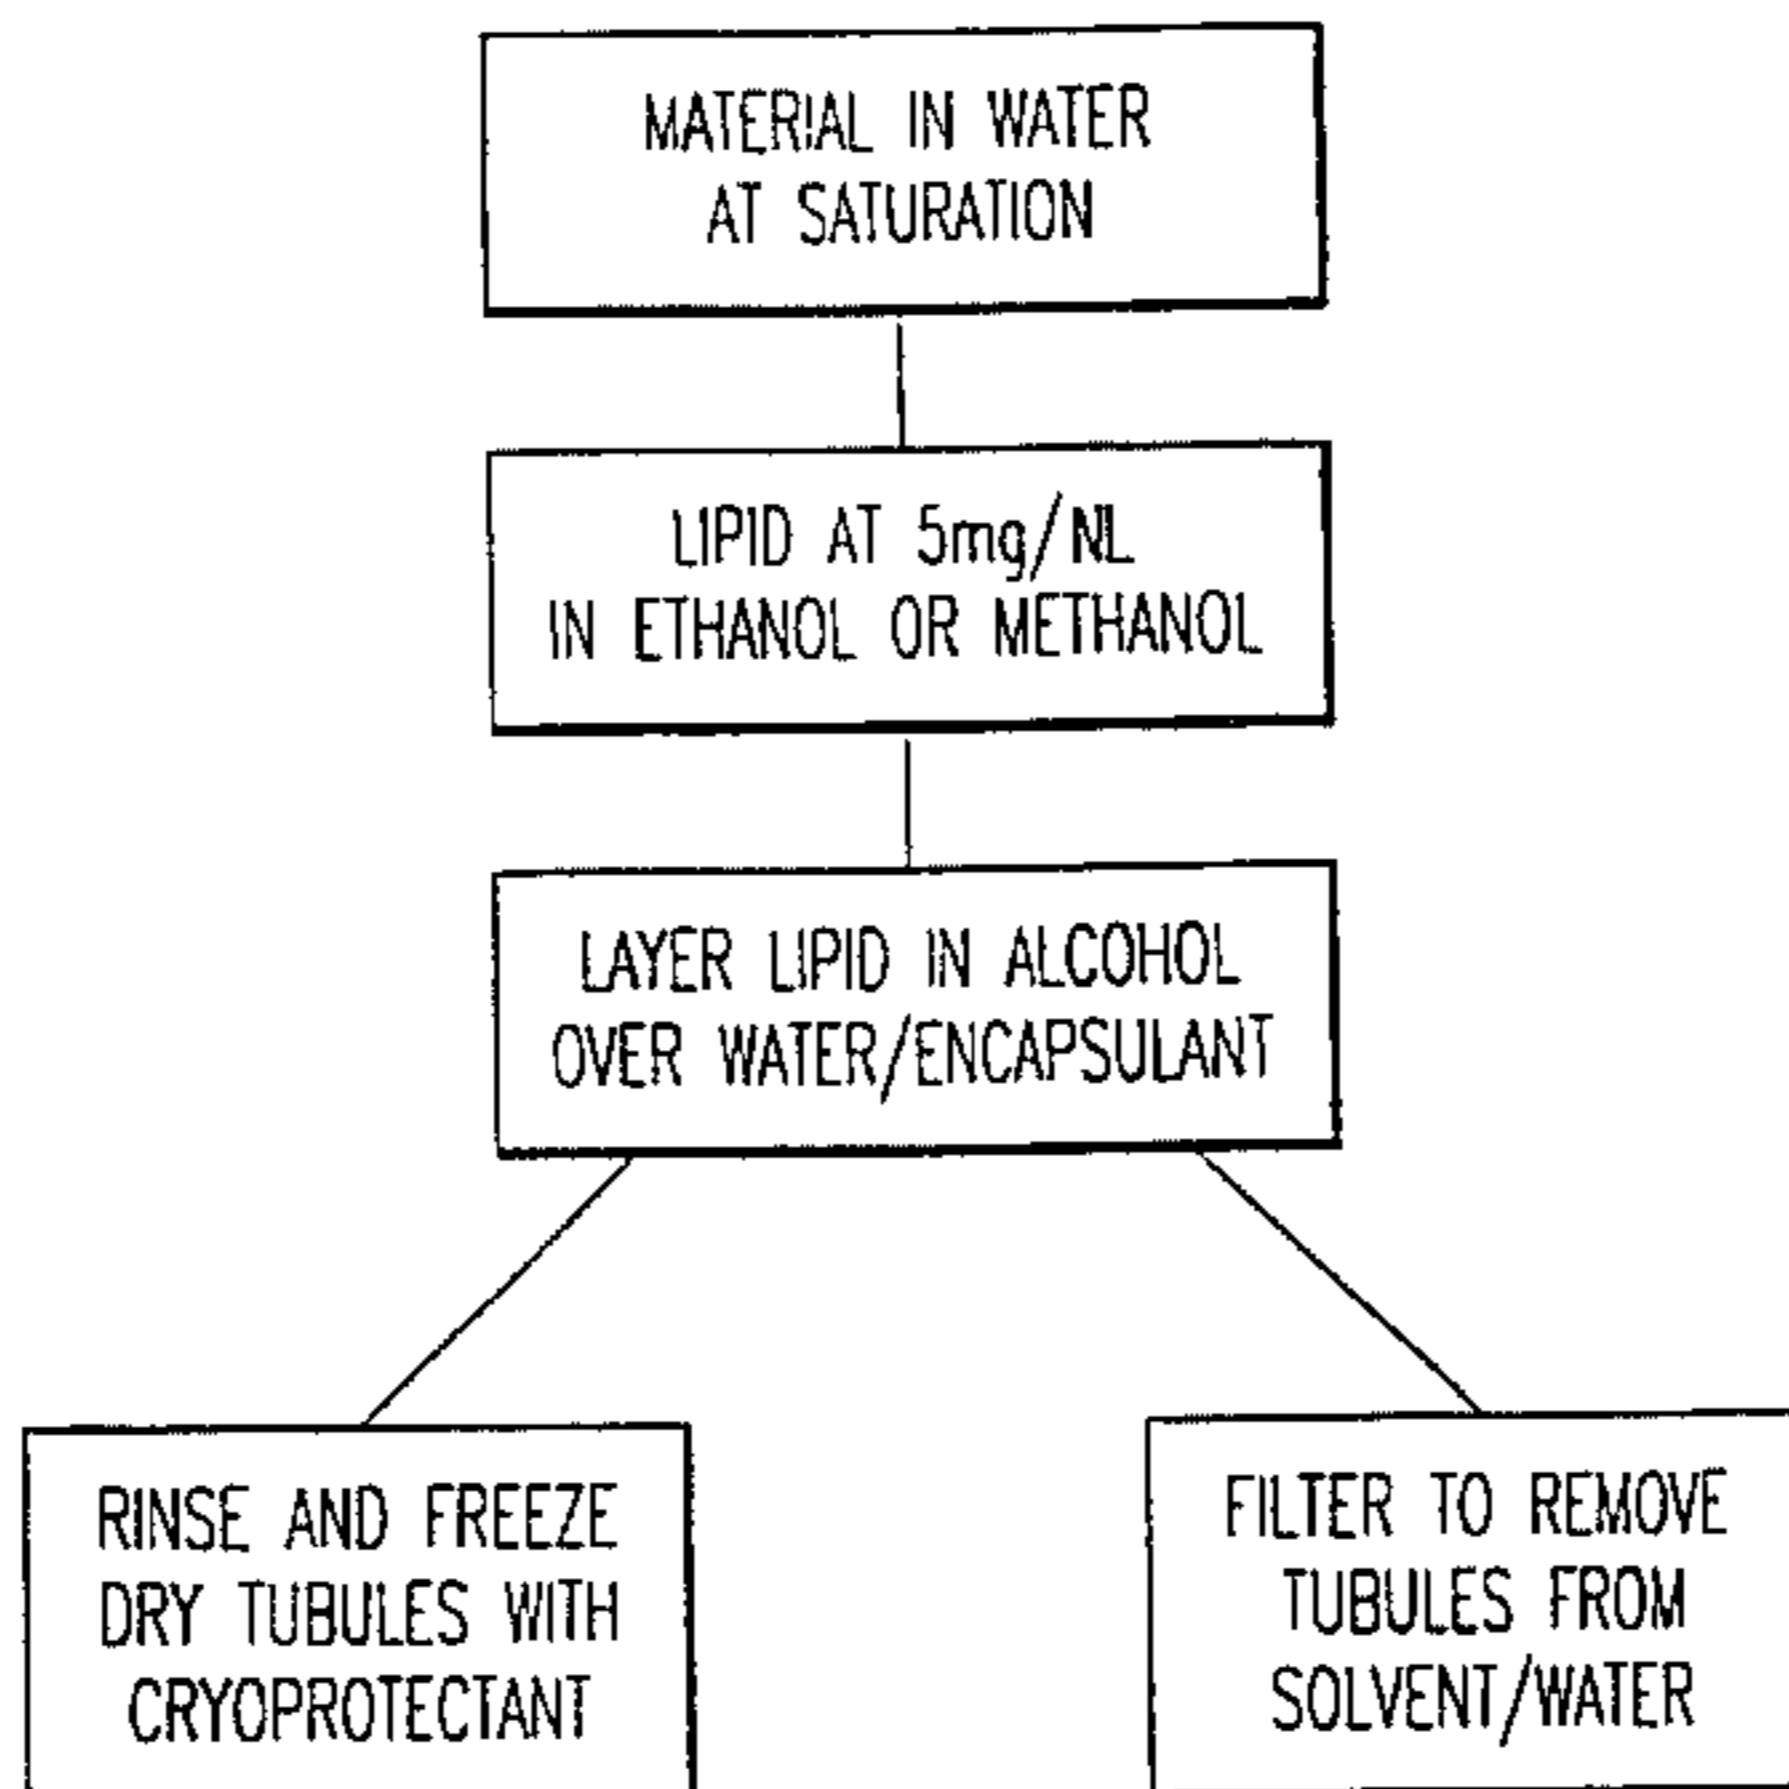 MATERIAL IN WATER
AT SATURATION
LIPID AT 5mg/NL
IN ETHANOL OR METHANOL
LAYER LIPID IN ALCOHOL
OVER WATER/ENCAPSULANT
RINSE AND FREEZE
DRY TUBULES WITH
CRYOPROTECTANT
FILTER TO REMOVE
TUBULES FROM
SOLVENT/WATER